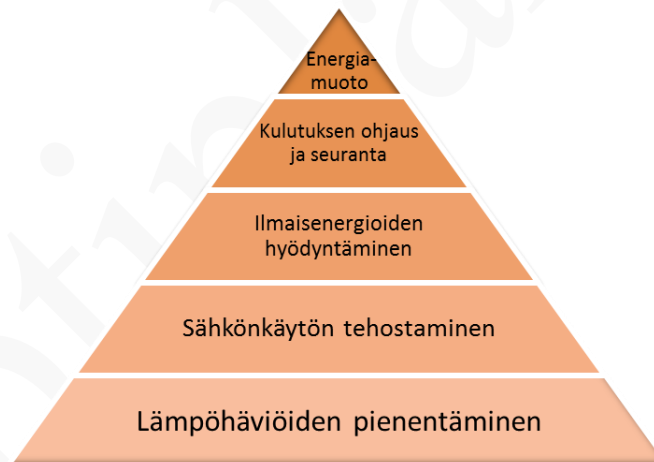 Energia-
muoto
Kulutuksen ohjaus
ja seuranta
Ilmaisenergioiden
hyödyntäminen
Sähkönkäytön tehostaminen
Lämpöhäviöiden pienentäminen